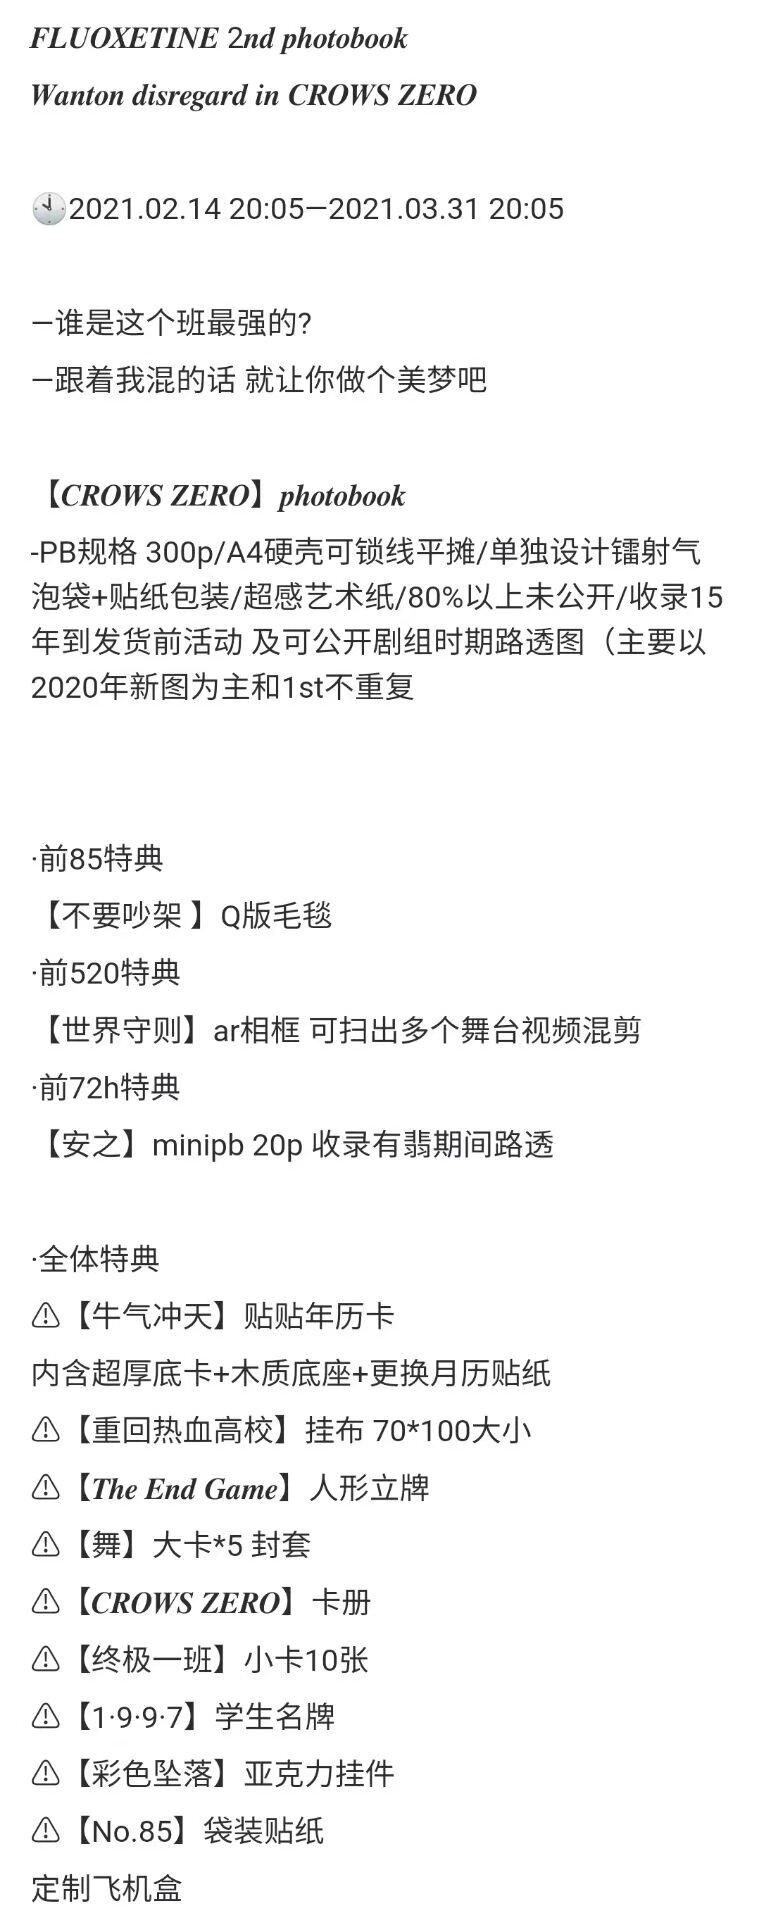 FLUOXETINE 2nd photobook
Wanton disregard in CROWS ZERO
🕙2021.02.14 20:05—2021.03.31 20:05
—谁是这个班最强的?
—跟着我混的话 就让你做个美梦吧
【CROWS ZERO】photobook
-PB规格 300p/A4硬壳可锁线平摊/单独设计镭射气
泡袋+贴纸包装/超感艺术纸/80%以上未公开/收录15
年到发货前活动 及可公开剧组时期路透图（主要以
2020年新图为主和1st不重复
·前85特典
【不要吵架 】Q版毛毯
·前520特典
【世界守则】ar相框 可扫出多个舞台视频混剪
·前72h特典
【安之】minipb 20p 收录有翡期间路透
·全体特典
⚠【牛气冲天】贴贴年历卡
内含超厚底卡+木质底座+更换月历贴纸
⚠【重回热血高校】挂布 70*100大小
⚠【The End Game】人形立牌
⚠【舞】大卡*5 封套
⚠【CROWS ZERO】卡册
⚠【终极一班】小卡10张
⚠【1·9·9·7】学生名牌
⚠【彩色坠落】亚克力挂件
⚠【No.85】袋装贴纸
定制飞机盒